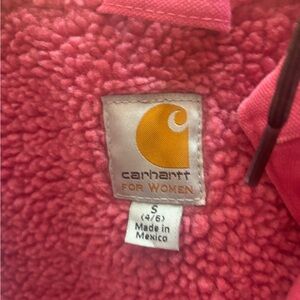 carhartt
FOR WOMEN
S
(4/6)
Made in
Mexico